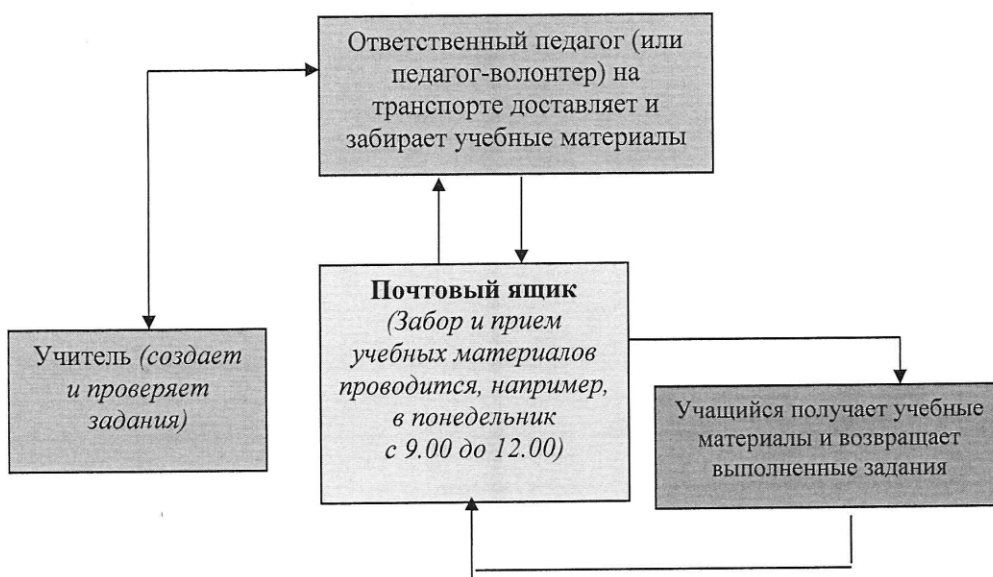 Ответственный педагог (или
педагог-волонтер) на
транспорте доставляет и
забирает учебные материалы
Почтовый ящик
(Забор и прием
учебных материалов
проводится, например,
в понедельник
с 9.00 до 12.00)
Учитель (создает
и проверяет
задания)
Учащийся получает учебные
материалы и возвращает
выполненные задания